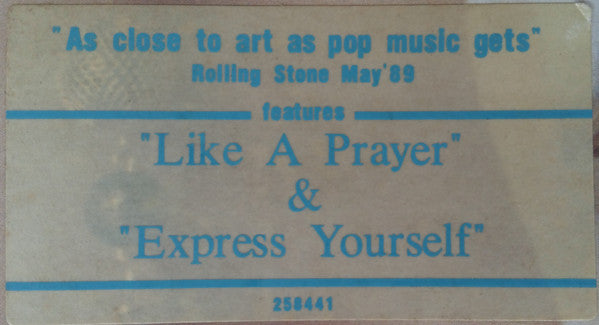 "As close to art as pop music gets"
Rolling Stone May'89
features
"Like A Prayer"
&
"Express Yourself"
258441